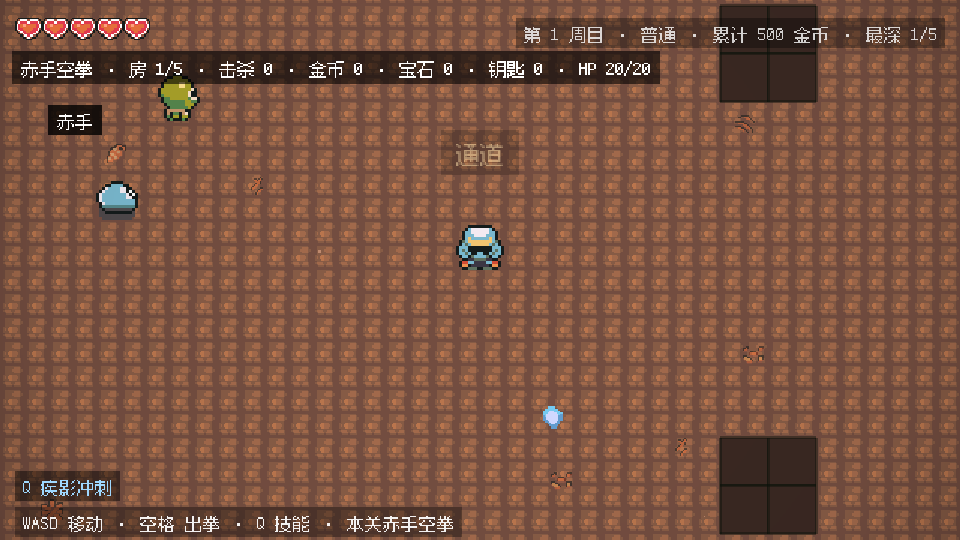 第 1 周目 · 普通 · 累计 500 金币 · 最深 1/5
赤手空拳 · 房 1/5 · 击杀 0 · 金币 0 · 宝石 0 · 钥匙 0 · HP 20/20
赤手
通道
Q 疾影冲刺
WASD 移动 · 空格 出拳 · Q 技能 · 本关赤手空拳